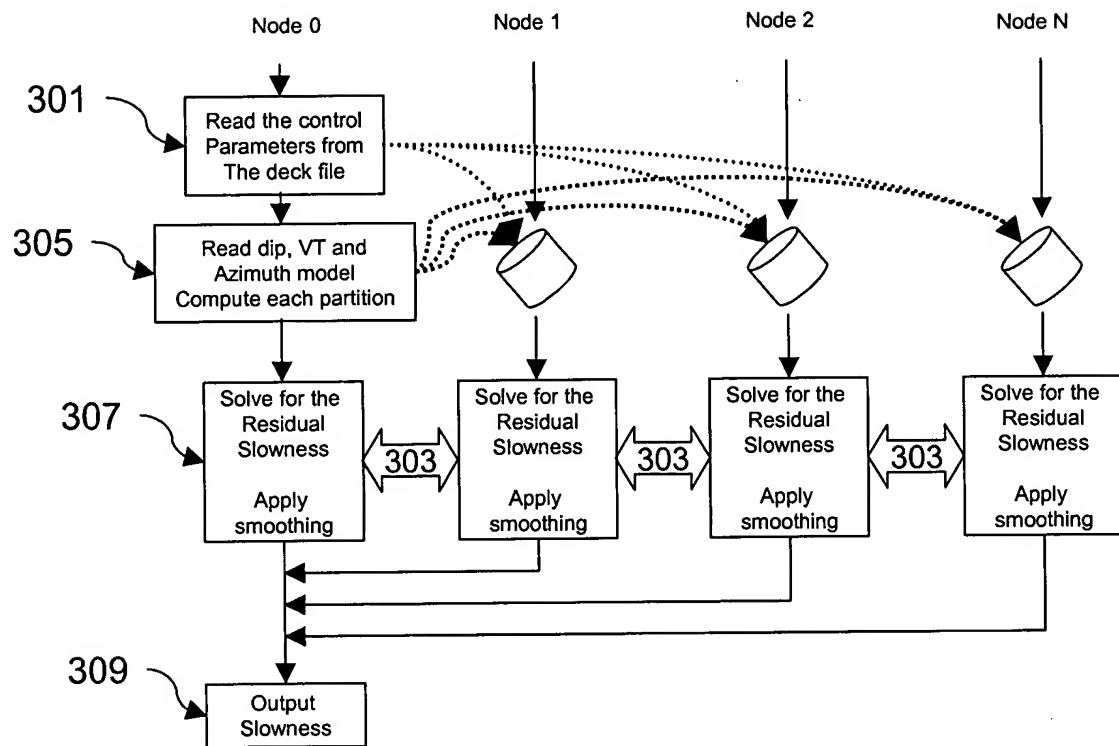 Node 0
Node 1
Node 2
Node N
301
Read the control
Parameters from
The deck file
305
Read dip, VT and
Azimuth model
Compute each partition
307
Solve for the
Residual
Slowness
Apply
smoothing
303
Solve for the
Residual
Slowness
Apply
smoothing
303
Solve for the
Residual
Slowness
Apply
smoothing
303
Solve for the
Residual
Slowness
Apply
smoothing
309
Output
Slowness